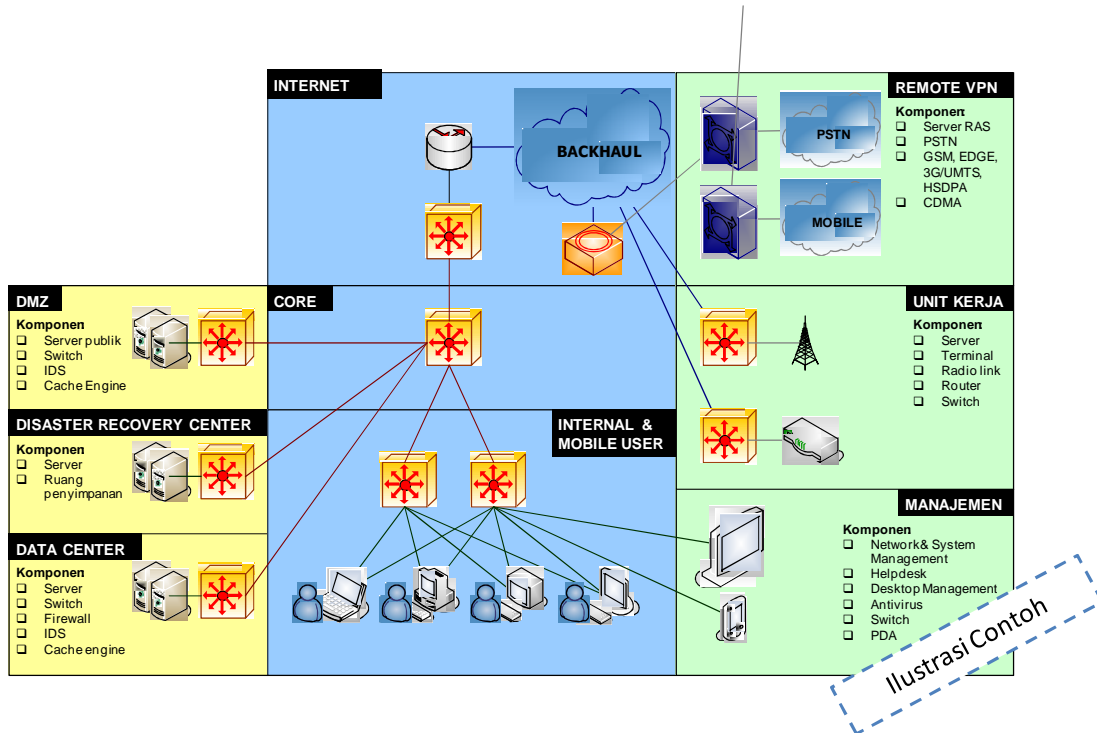 INTERNET
BACKHAUL
REMOTE VPN
Komponen:
❑ Server RAS
❑ PSTN
❑ GSM, EDGE,
3G/UMTS,
HSDPA
❑ CDMA
PSTN
MOBILE
DMZ
Komponen:
❑ Server publik
❑ Switch
❑ IDS
❑ Cache Engine
CORE
UNIT KERJA
Komponen:
❑ Server
❑ Terminal
❑ Radio link
❑ Router
❑ Switch
DISASTER RECOVERY CENTER
Komponen:
❑ Server
❑ Ruang
penyimpanan
INTERNAL &
MOBILE USER
DATA CENTER
Komponen:
❑ Server
❑ Switch
❑ Firewall
❑ IDS
❑ Cache engine
MANAJEMEN
Komponen:
❑ Network & System
Management
❑ Helpdesk
❑ Desktop Management
❑ Antivirus
❑ Switch
❑ PDA
Ilustrasi Contoh